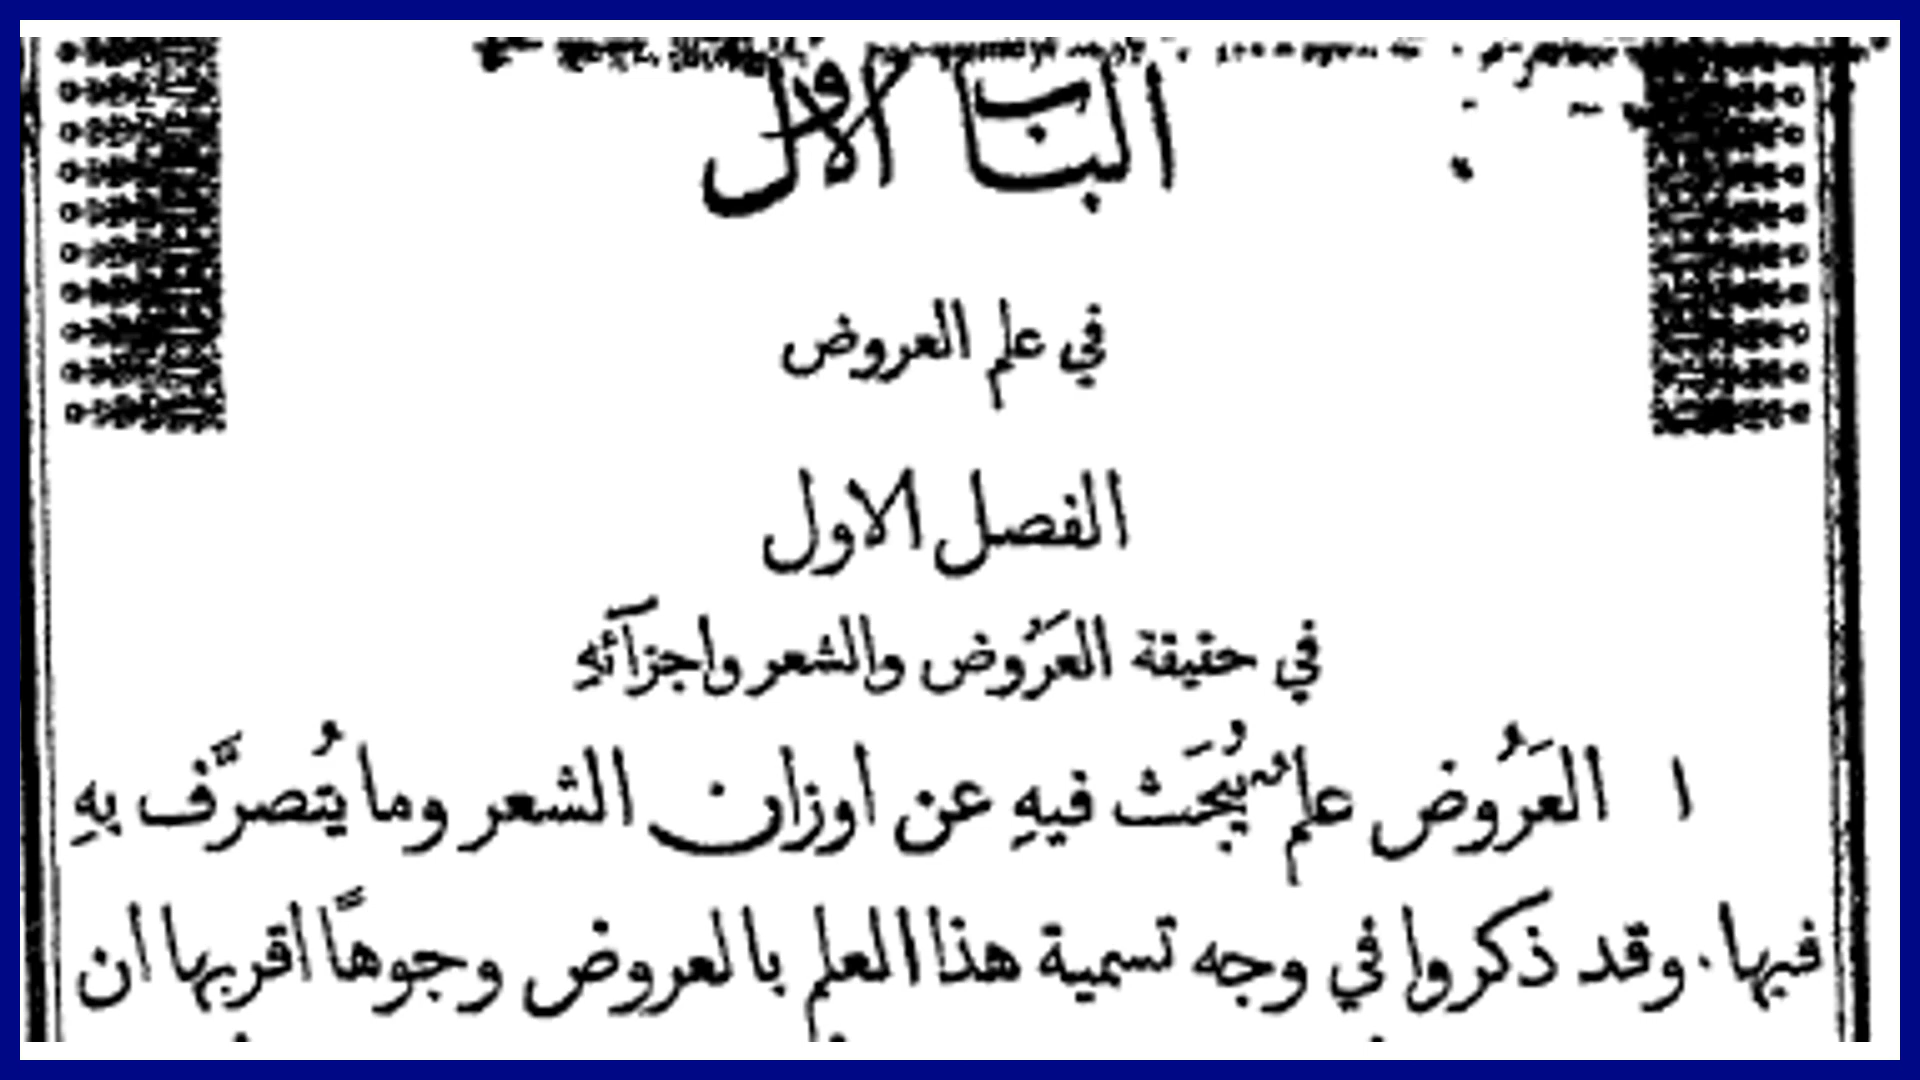 الباب الاول
في علم العروض
الفصل الاول
في حقيقة العَرُوض والشعر واجزآئهِ
١ العَرُوض علمٌ يُبحَث فيهِ عن اوزان الشعر وما يُتصرَّف بهِ
فيها. وقد ذكروا في وجه تسمية هذا العلم بالعروض وجوهًا اقربها ان